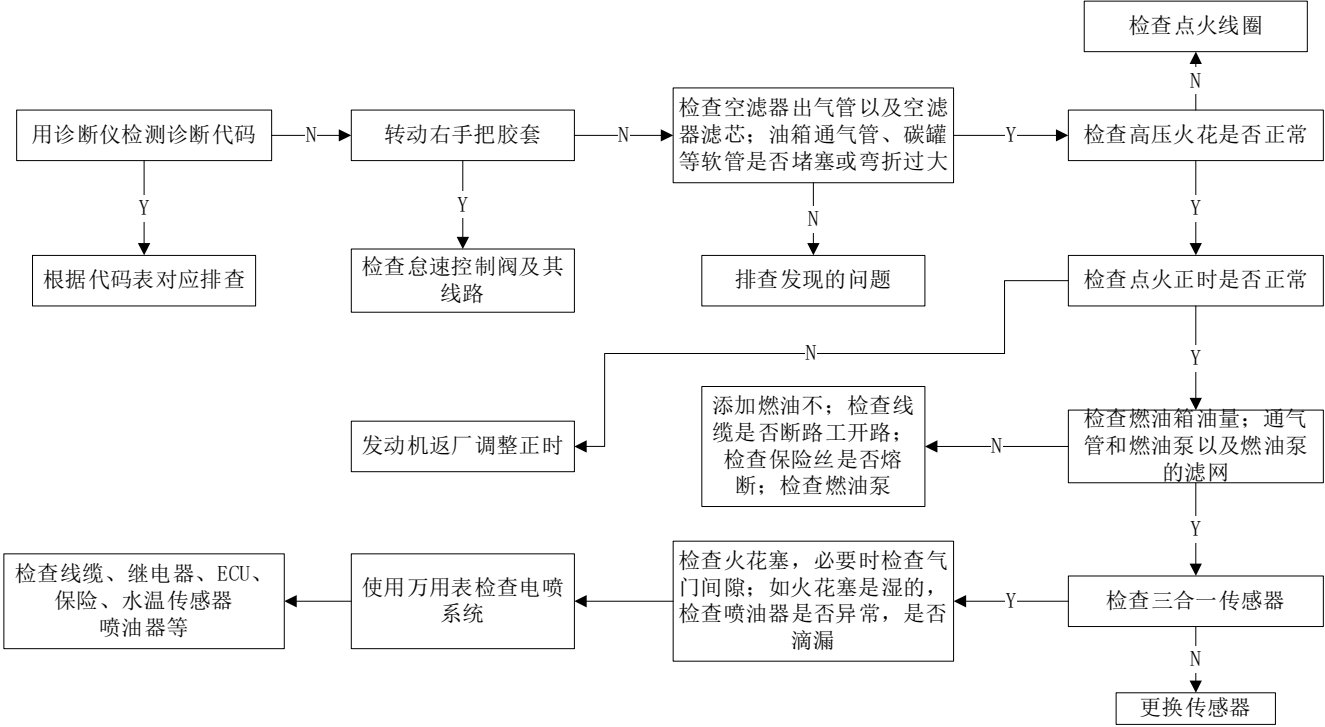 检查点火线圈
N
用诊断仪检测诊断代码
N
转动右手把胶套
N
检查空滤器出气管以及空滤
器滤芯；油箱通气管、碳罐
等软管是否堵塞或弯折过大
Y
检查高压火花是否正常
Y
Y
N
Y
根据代码表对应排查
检查怠速控制阀及其
线路
排查发现的问题
检查点火正时是否正常
N
Y
发动机返厂调整正时
添加燃油不；检查线
缆是否断路工开路；
检查保险丝是否熔
断；检查燃油泵
N
检查燃油箱油量；通气
管和燃油泵以及燃油泵
的滤网
Y
检查线缆、继电器、ECU、
保险、水温传感器
喷油器等
使用万用表检查电喷
系统
检查火花塞，必要时检查气
门间隙；如火花塞是湿的，
检查喷油器是否异常，是否
滴漏
Y
检查三合一传感器
N
更换传感器